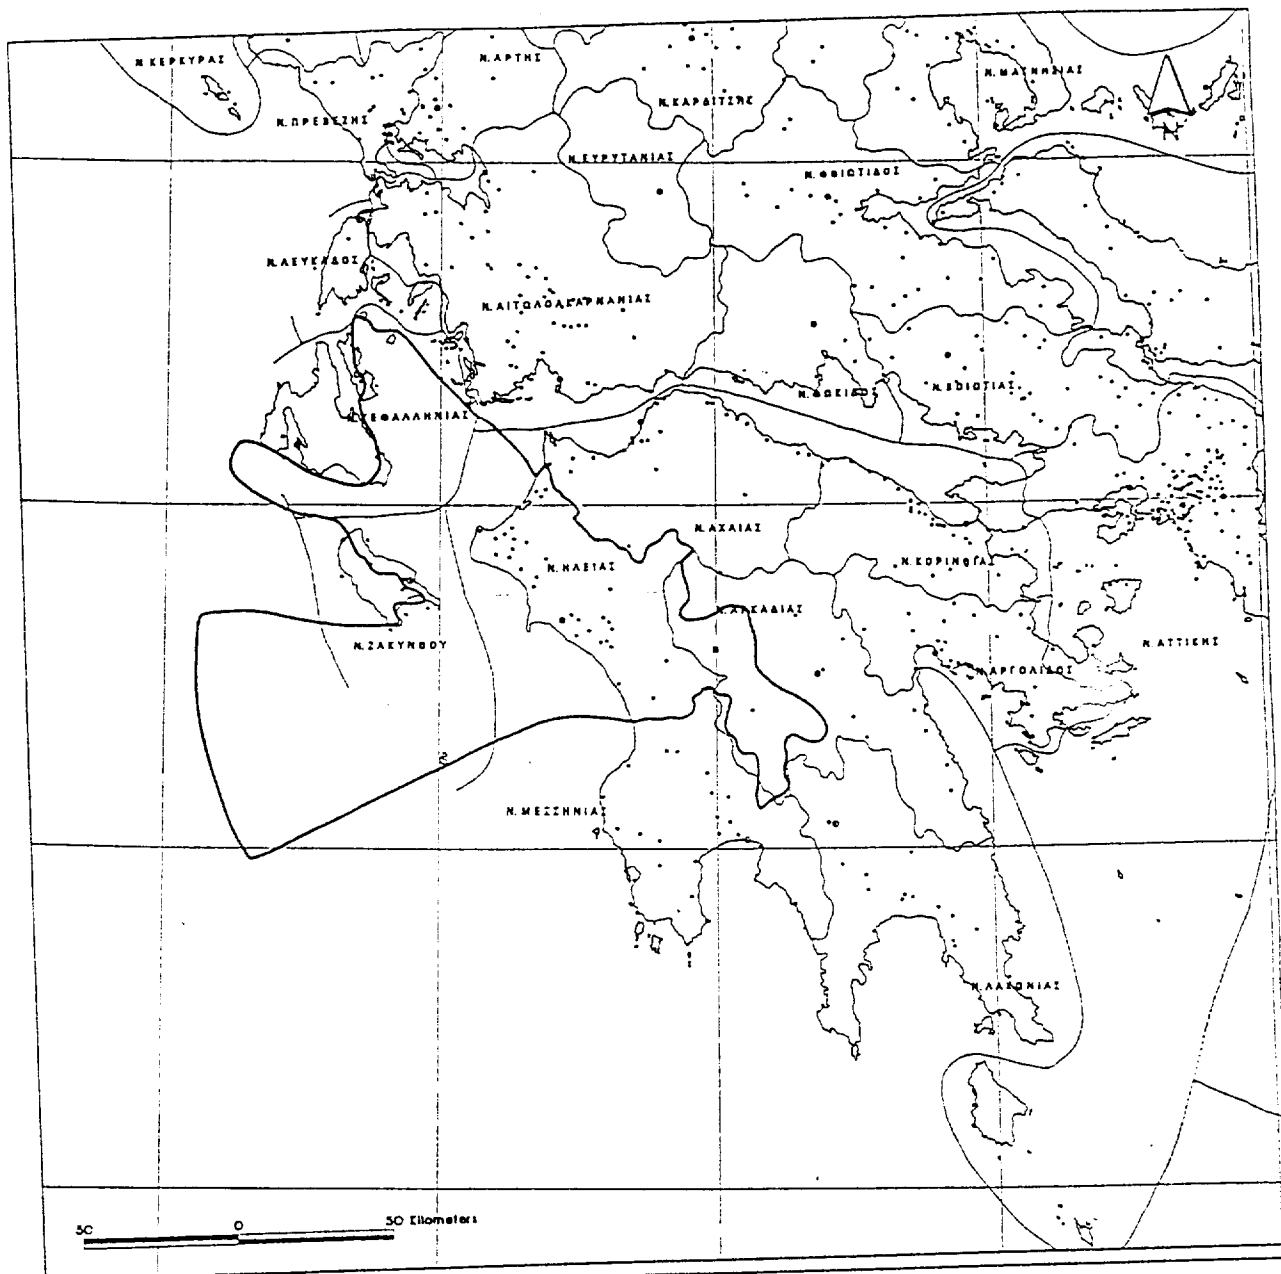 Ν. ΚΕΡΚΥΡΑΣ
Ν. ΑΡΤΗΣ
Ν. ΜΑΓΝΗΣΙΑΣ
Ν. ΚΑΡΔΙΤΣΗΣ
Ν. ΠΡΕΒΕΖΗΣ
Ν. ΕΥΡΥΤΑΝΙΑΣ
Ν. ΦΘΙΩΤΙΔΟΣ
Ν. ΛΕΥΚΑΔΟΣ
Ν. ΑΙΤΩΛΟΑΚΑΡΝΑΝΙΑΣ
Ν. ΦΩΚΙΔΟΣ
Ν. ΒΟΙΩΤΙΑΣ
Ν. ΚΕΦΑΛΛΗΝΙΑΣ
Ν. ΑΧΑΙΑΣ
Ν. ΗΛΕΙΑΣ
Ν. ΚΟΡΙΝΘΙΑΣ
Ν. ΑΡΚΑΔΙΑΣ
Ν. ΖΑΚΥΝΘΟΥ
Ν. ΑΤΤΙΚΗΣ
Ν. ΑΡΓΟΛΙΔΟΣ
Ν. ΜΕΣΣΗΝΙΑΣ
Ν. ΛΑΚΩΝΙΑΣ
50 0 50 Kilometers